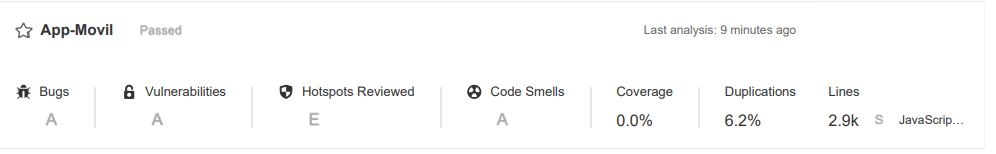 App-Movil Passed Last analysis: 9 minutes ago
Bugs Vulnerabilities Hotspots Reviewed Code Smells Coverage Duplications Lines
A A E A 0.0% 6.2% 2.9k S JavaScrip...